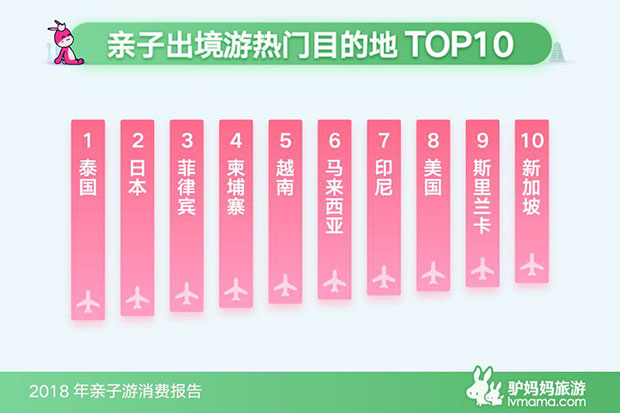 亲子出境游热门目的地 TOP10
1
泰国
2
日本
3
菲律宾
4
柬埔寨
5
越南
6
马来西亚
7
印尼
8
美国
9
斯里兰卡
10
新加坡
2018 年亲子游消费报告
驴妈妈旅游
lvmama.com